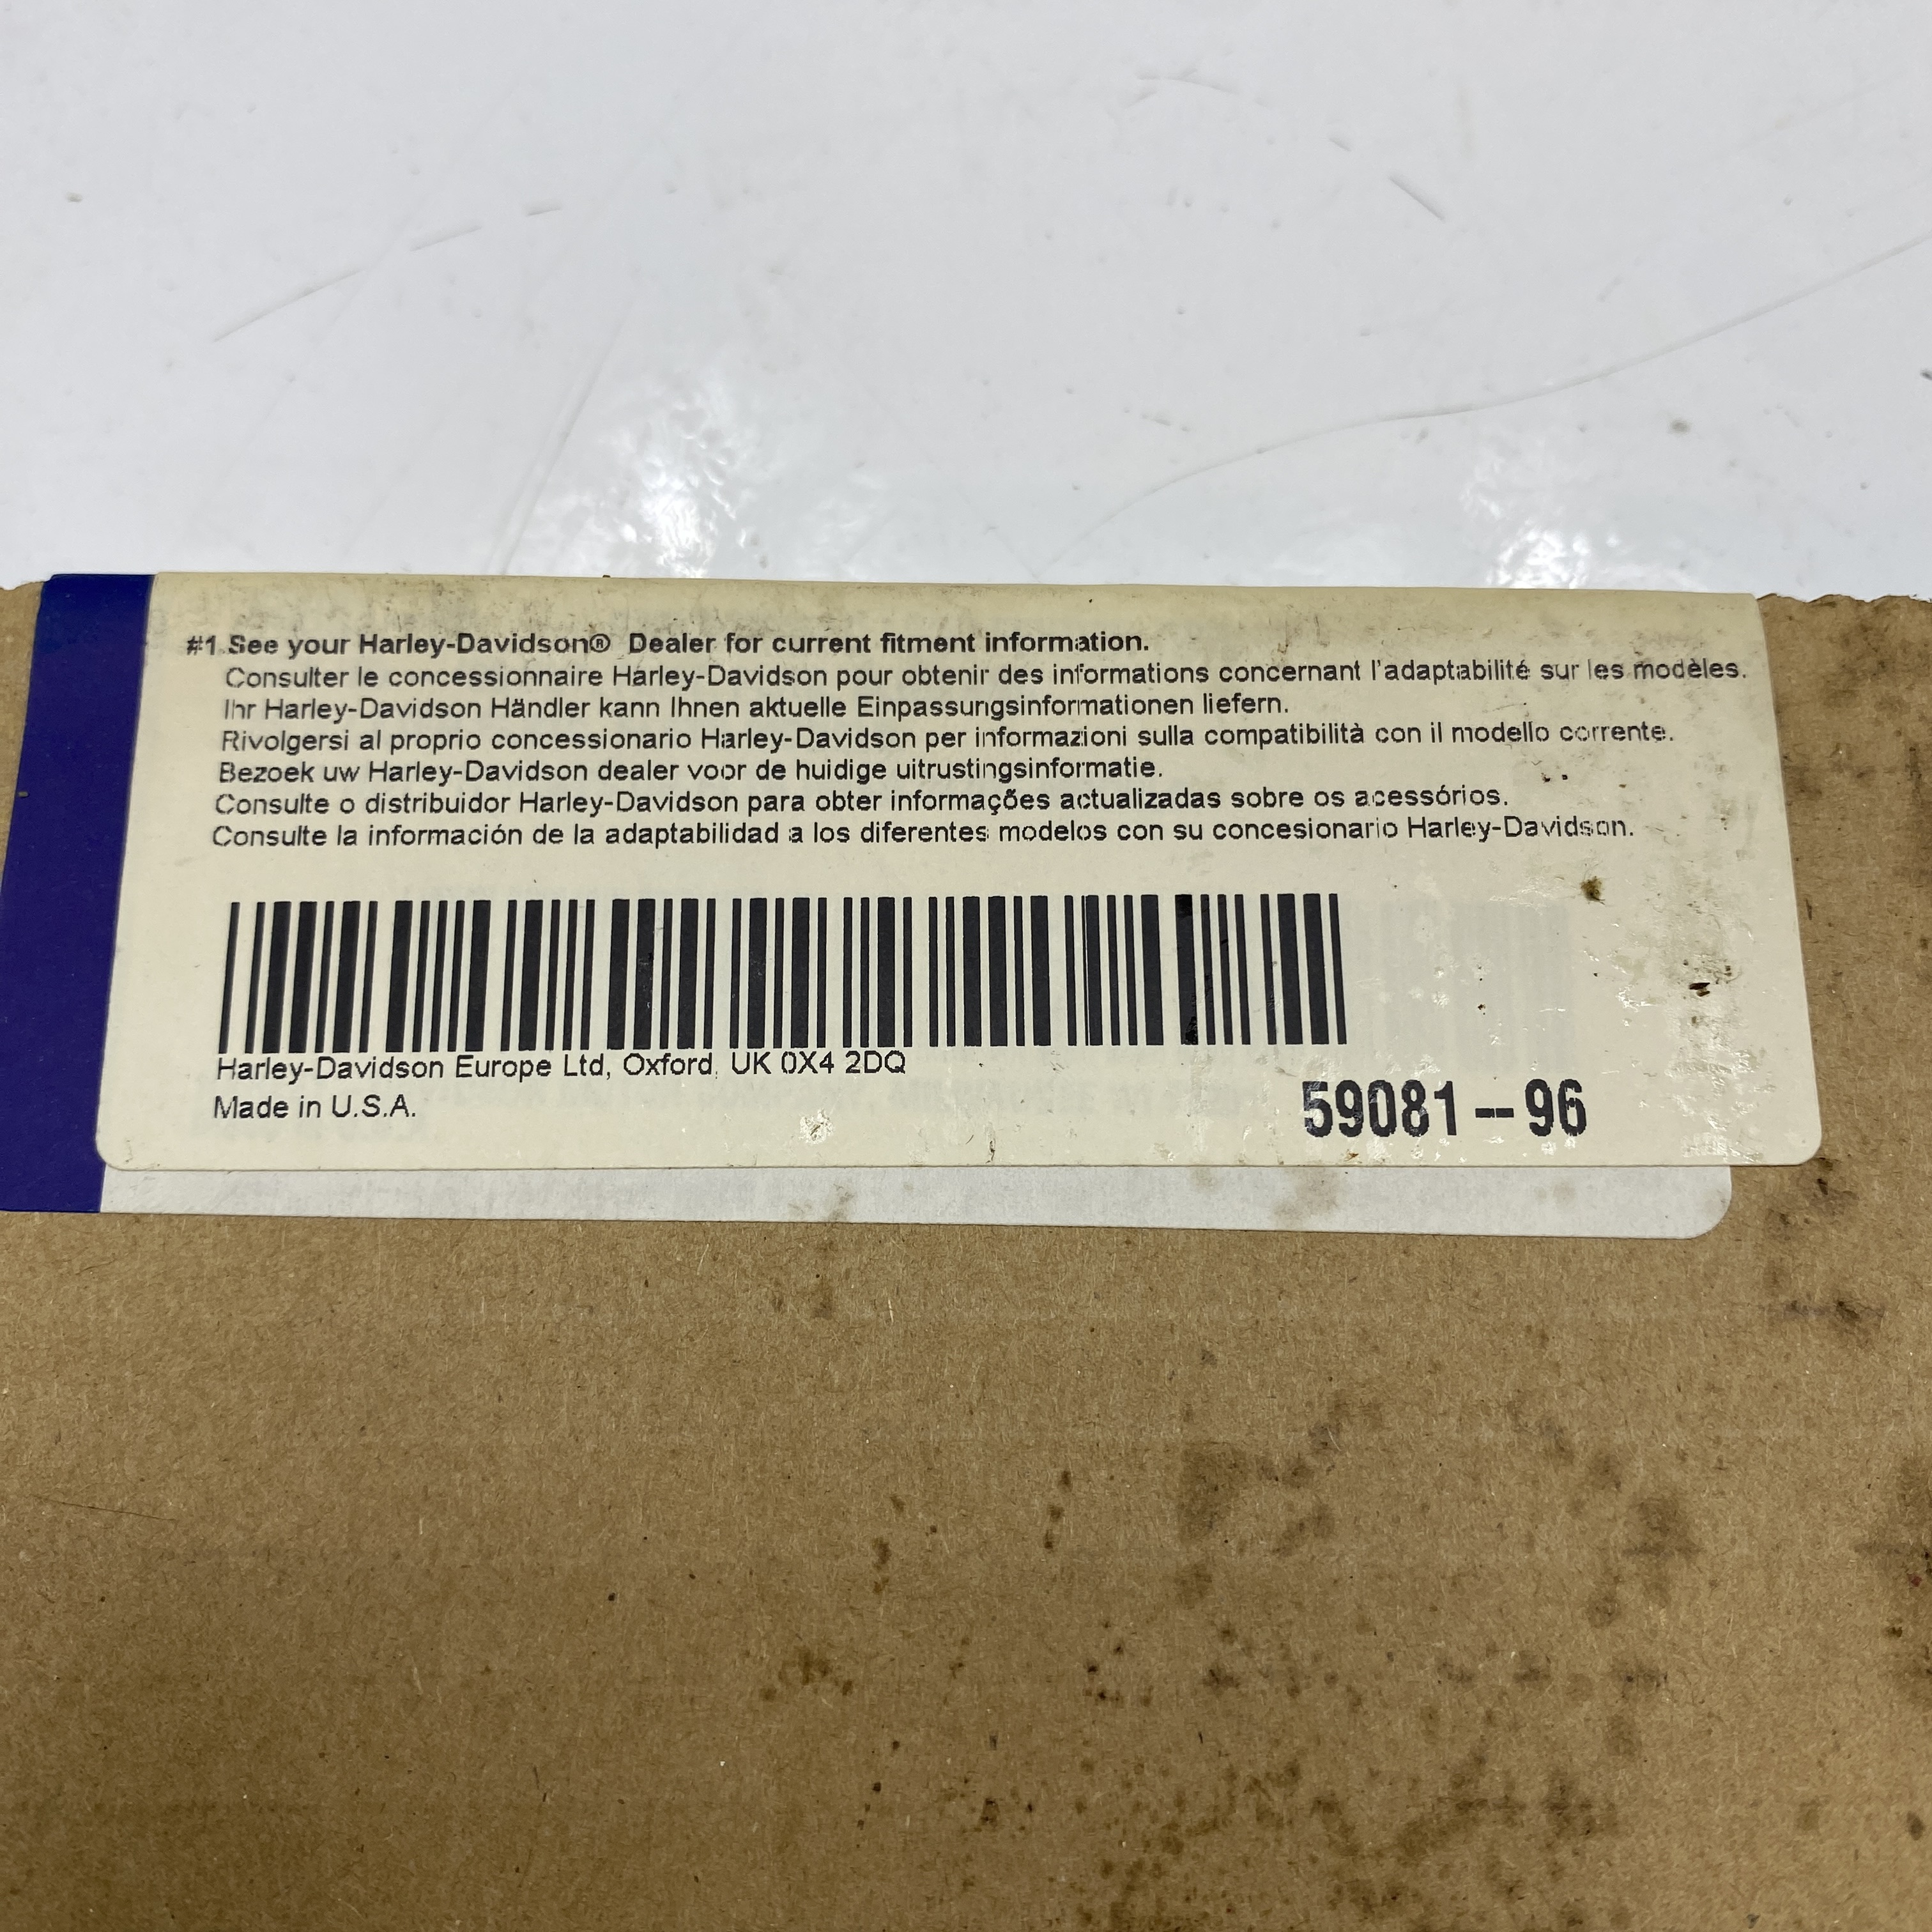 #1 See your Harley-Davidson® Dealer for current fitment information.
Consulter le concessionnaire Harley-Davidson pour obtenir des informations concernant l'adaptabilité sur les modèles.
Ihr Harley-Davidson Händler kann Ihnen aktuelle Einpassungsinformationen liefern.
Rivolgersi al proprio concessionario Harley-Davidson per informazioni sulla compatibilità con il modello corrente.
Bezoek uw Harley-Davidson dealer voor de huidige uitrustingsinformatie.
Consulte o distribuidor Harley-Davidson para obter informações actualizadas sobre os acessórios.
Consulte la información de la adaptabilidad a los diferentes modelos con su concesionario Harley-Davidson.
Harley-Davidson Europe Ltd, Oxford, UK 0X4 2DQ
Made in U.S.A.
59081-96